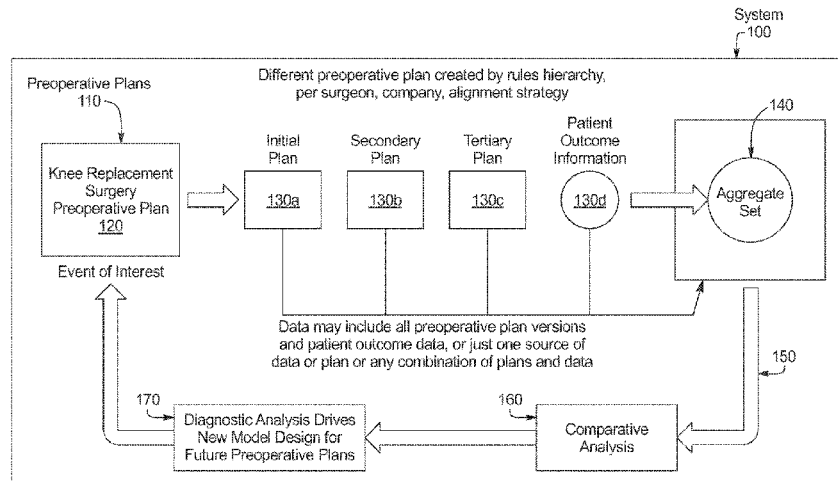 System
100
Different preoperative plan created by rules hierarchy,
per surgeon, company, alignment strategy
Preoperative Plans
110
Knee Replacement
Surgery
Preoperative Plan
120
Event of Interest
Initial
Plan
130a
Secondary
Plan
130b
Tertiary
Plan
130c
Patient
Outcome
Information
130d
140
Aggregate
Set
Data may include all preoperative plan versions
and patient outcome data, or just one source of
data or plan or any combination of plans and data
150
160
Comparative
Analysis
170
Diagnostic Analysis Drives
New Model Design for
Future Preoperative Plans